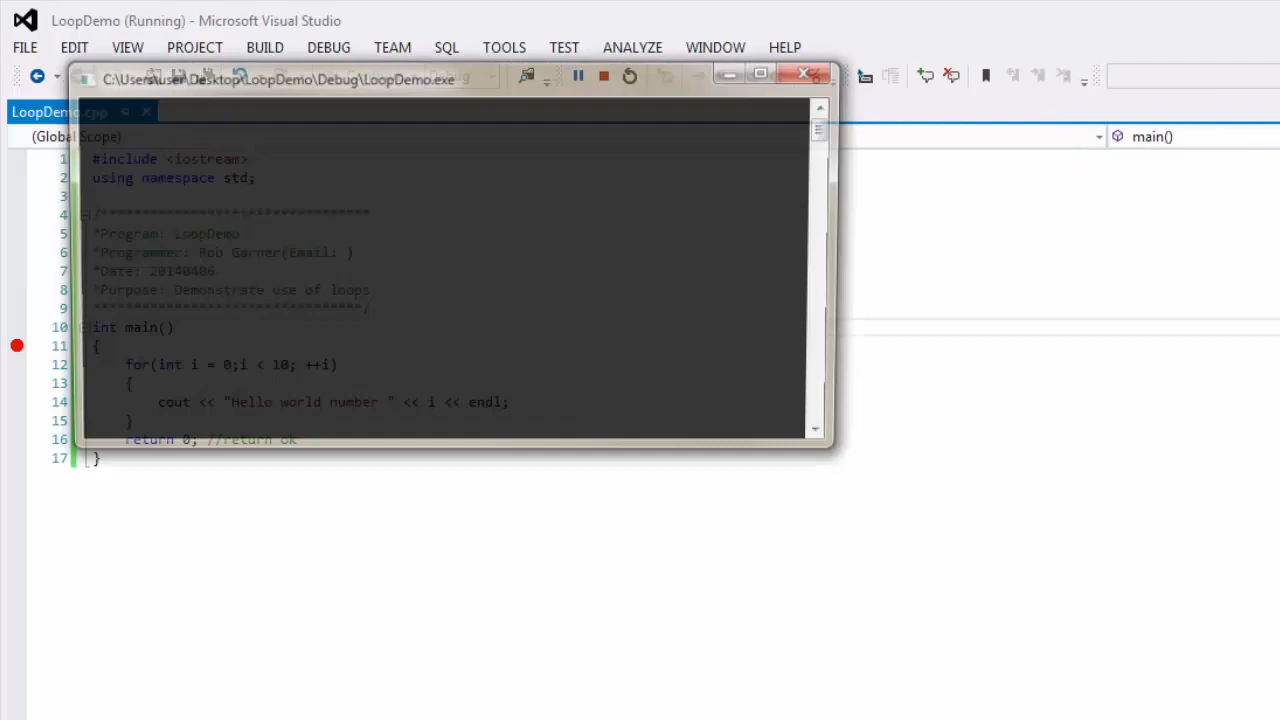 LoopDemo (Running) - Microsoft Visual Studio
FILE EDIT VIEW PROJECT BUILD DEBUG TEAM SQL TOOLS TEST ANALYZE WINDOW HELP
C:\Users\user\Desktop\LoopDemo\Debug\LoopDemo.exe
LoopDemo.cpp
(Global Scope) main()
1 #include <iostream>
2 using namespace std;
3
4 /*********************************
5 *Program: LoopDemo
6 *Programmer: Rob Garner(Email: )
7 *Date: 20140406
8 *Purpose: Demonstrate use of loops
9 *********************************/
10 int main()
11 {
12 for(int i = 0;i < 10; ++i)
13 {
14 cout << "Hello world number " << i << endl;
15 }
16 return 0; //return ok
17 }